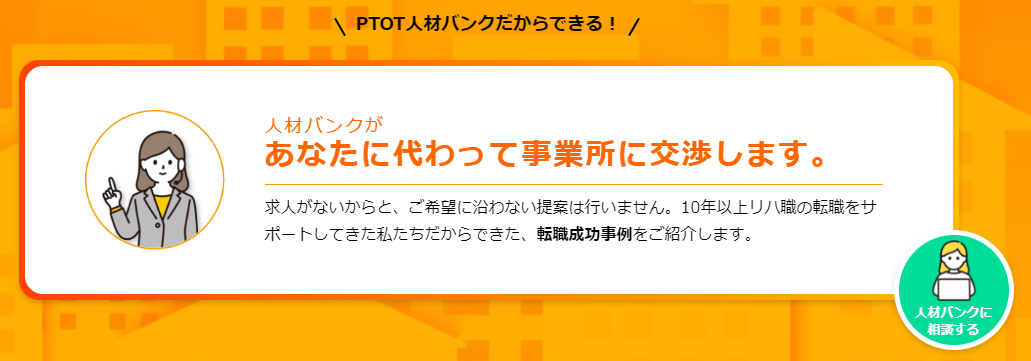 \ PTOT人材バンクだからできる！ /
人材バンクが
あなたに代わって事業所に交渉します。
求人がないからと、ご希望に沿わない提案は行いません。10年以上リハ職の転職をサ
ポートしてきた私たちだからできた、転職成功事例をご紹介します。
人材バンクに
相談する